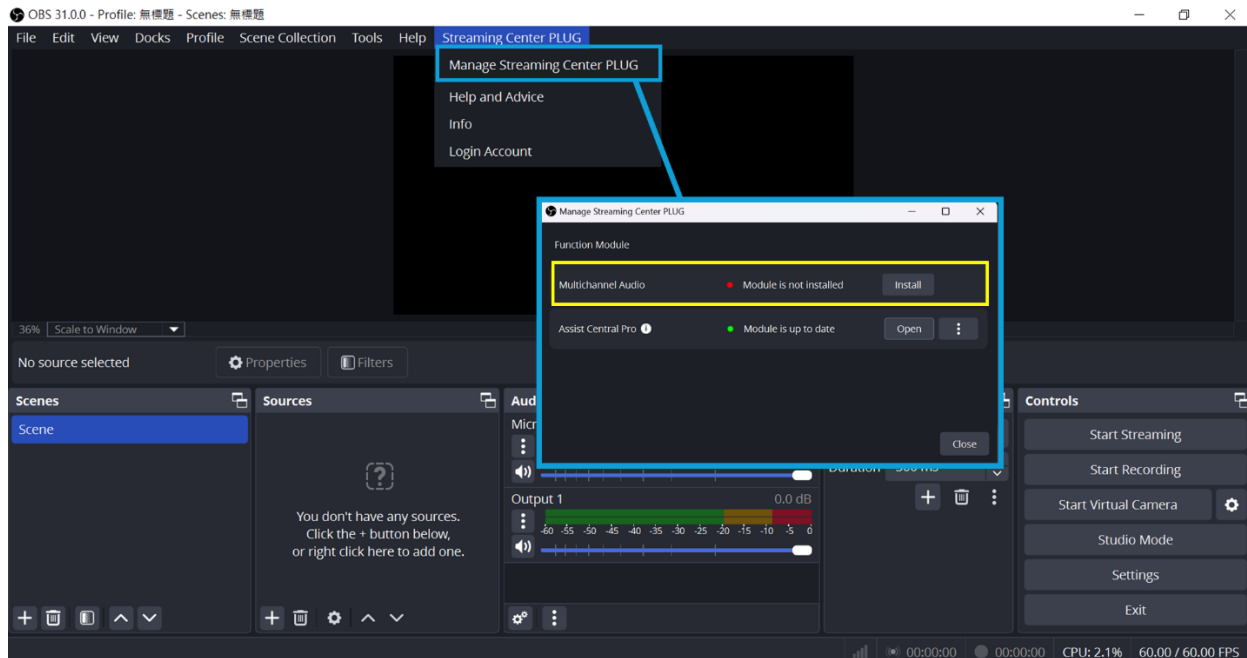 OBS 31.0.0 - Profile: 無標題 - Scenes: 無標題
File Edit View Docks Profile Scene Collection Tools Help Streaming Center PLUG
Manage Streaming Center PLUG
Help and Advice
Info
Login Account
Manage Streaming Center PLUG
Function Module
Multichannel Audio Module is not installed Install
Assist Central Pro Module is up to date Open
Close
36% Scale to Window
No source selected Properties Filters
Scenes
Scene
Sources
You don't have any sources.
Click the + button below,
or right click here to add one.
Aud
Micr
Output 1 0.0 dB
-60 -55 -50 -45 -40 -35 -30 -25 -20 -15 -10 -5 0
Duration 300 ms
Controls
Start Streaming
Start Recording
Start Virtual Camera
Studio Mode
Settings
Exit
00:00:00 00:00:00 CPU: 2.1% 60.00 / 60.00 FPS